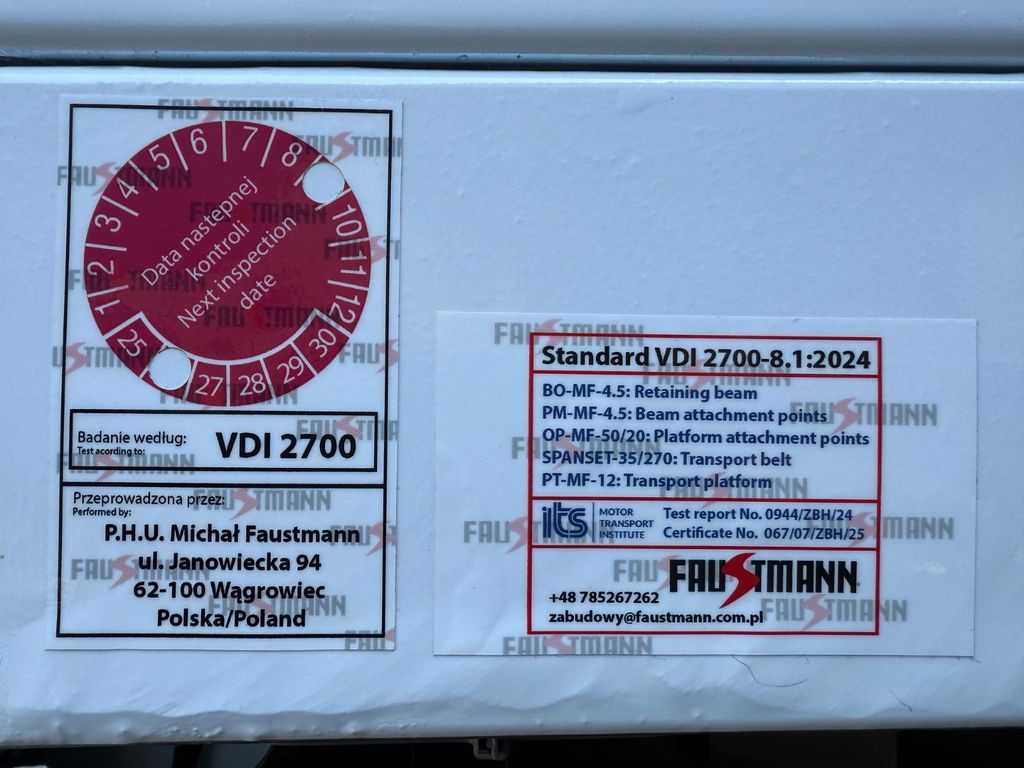 1 2 3 4 5 6 7 8 10 11 12
Data nastepnej
kontroli
Next inspection
date
25 27 28 29 30
Badanie według:
Test acording to:
VDI 2700
Przeprowadzona przez:
Performed by:
P.H.U. Michał Faustmann
ul. Janowiecka 94
62-100 Wągrowiec
Polska/Poland
Standard VDI 2700-8.1:2024
BO-MF-4.5: Retaining beam
PM-MF-4.5: Beam attachment points
OP-MF-50/20: Platform attachment points
SPANSET-35/270: Transport belt
PT-MF-12: Transport platform
its
MOTOR
TRANSPORT
INSTITUTE
Test report No. 0944/ZBH/24
Certificate No. 067/07/ZBH/25
FAUSTMANN
+48 785267262
zabudowy@faustmann.com.pl